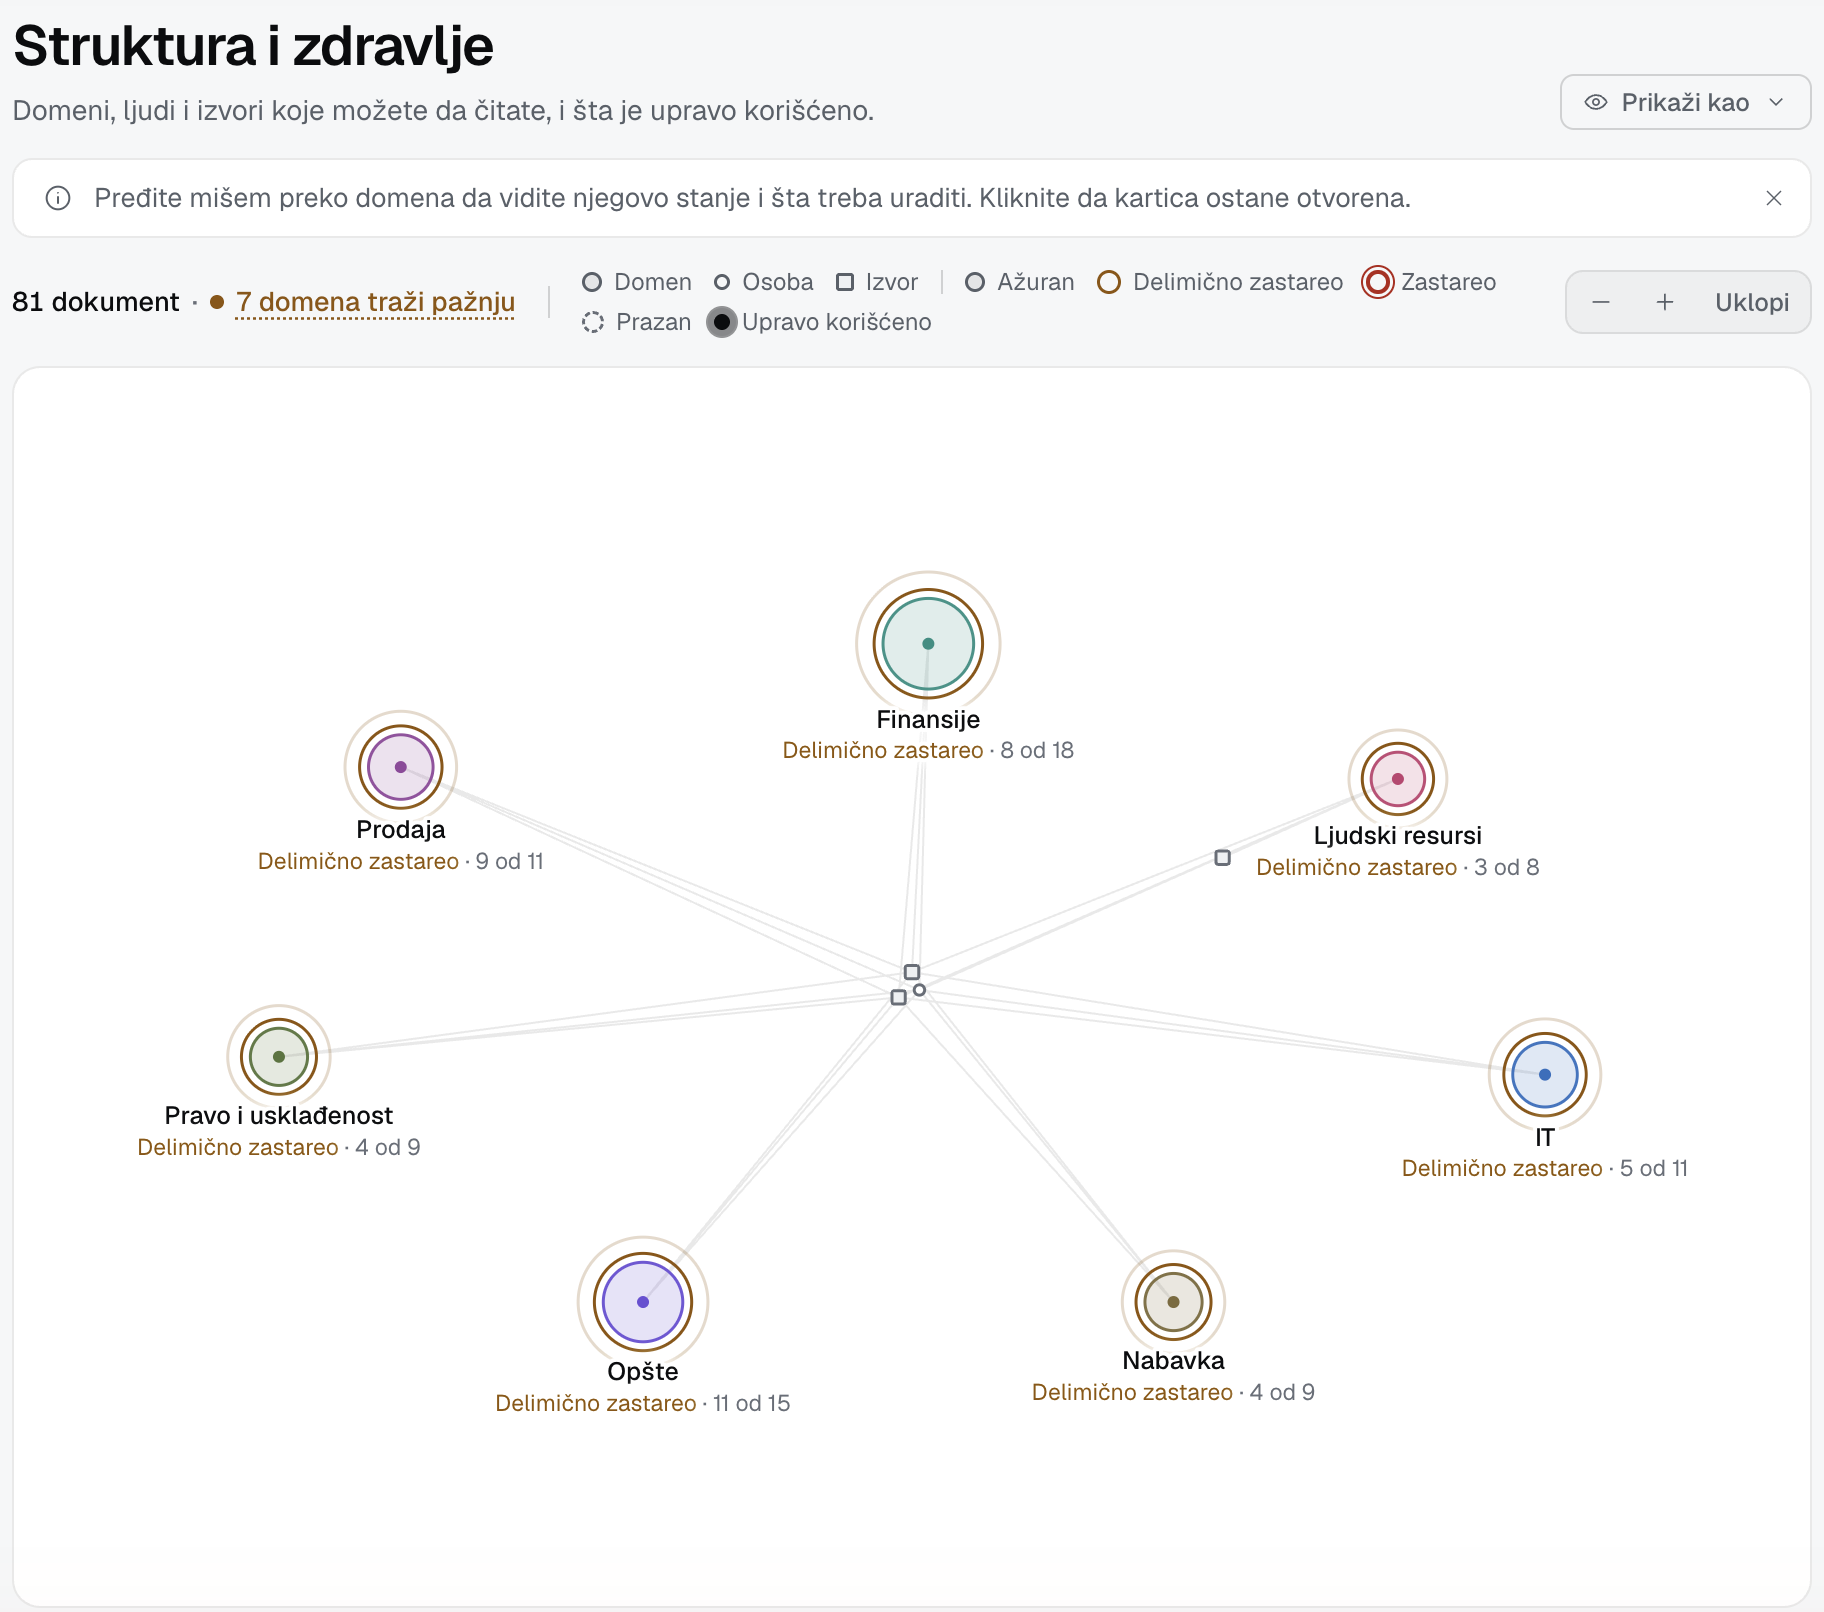 Struktura i zdravlje
Domeni, ljudi i izvori koje možete da čitate, i šta je upravo korišćeno.
Prikaži kao
Pređite mišem preko domena da vidite njegovo stanje i šta treba uraditi. Kliknite da kartica ostane otvorena.
81 dokument · 7 domena traži pažnju
Domen Osoba Izvor Ažuran Delimično zastareo Zastareo
Prazan Upravo korišćeno
Uklopi
Finansije
Delimično zastareo · 8 od 18
Prodaja
Delimično zastareo · 9 od 11
Ljudski resursi
Delimično zastareo · 3 od 8
Pravo i usklađenost
Delimično zastareo · 4 od 9
IT
Delimično zastareo · 5 od 11
Opšte
Delimično zastareo · 11 od 15
Nabavka
Delimično zastareo · 4 od 9